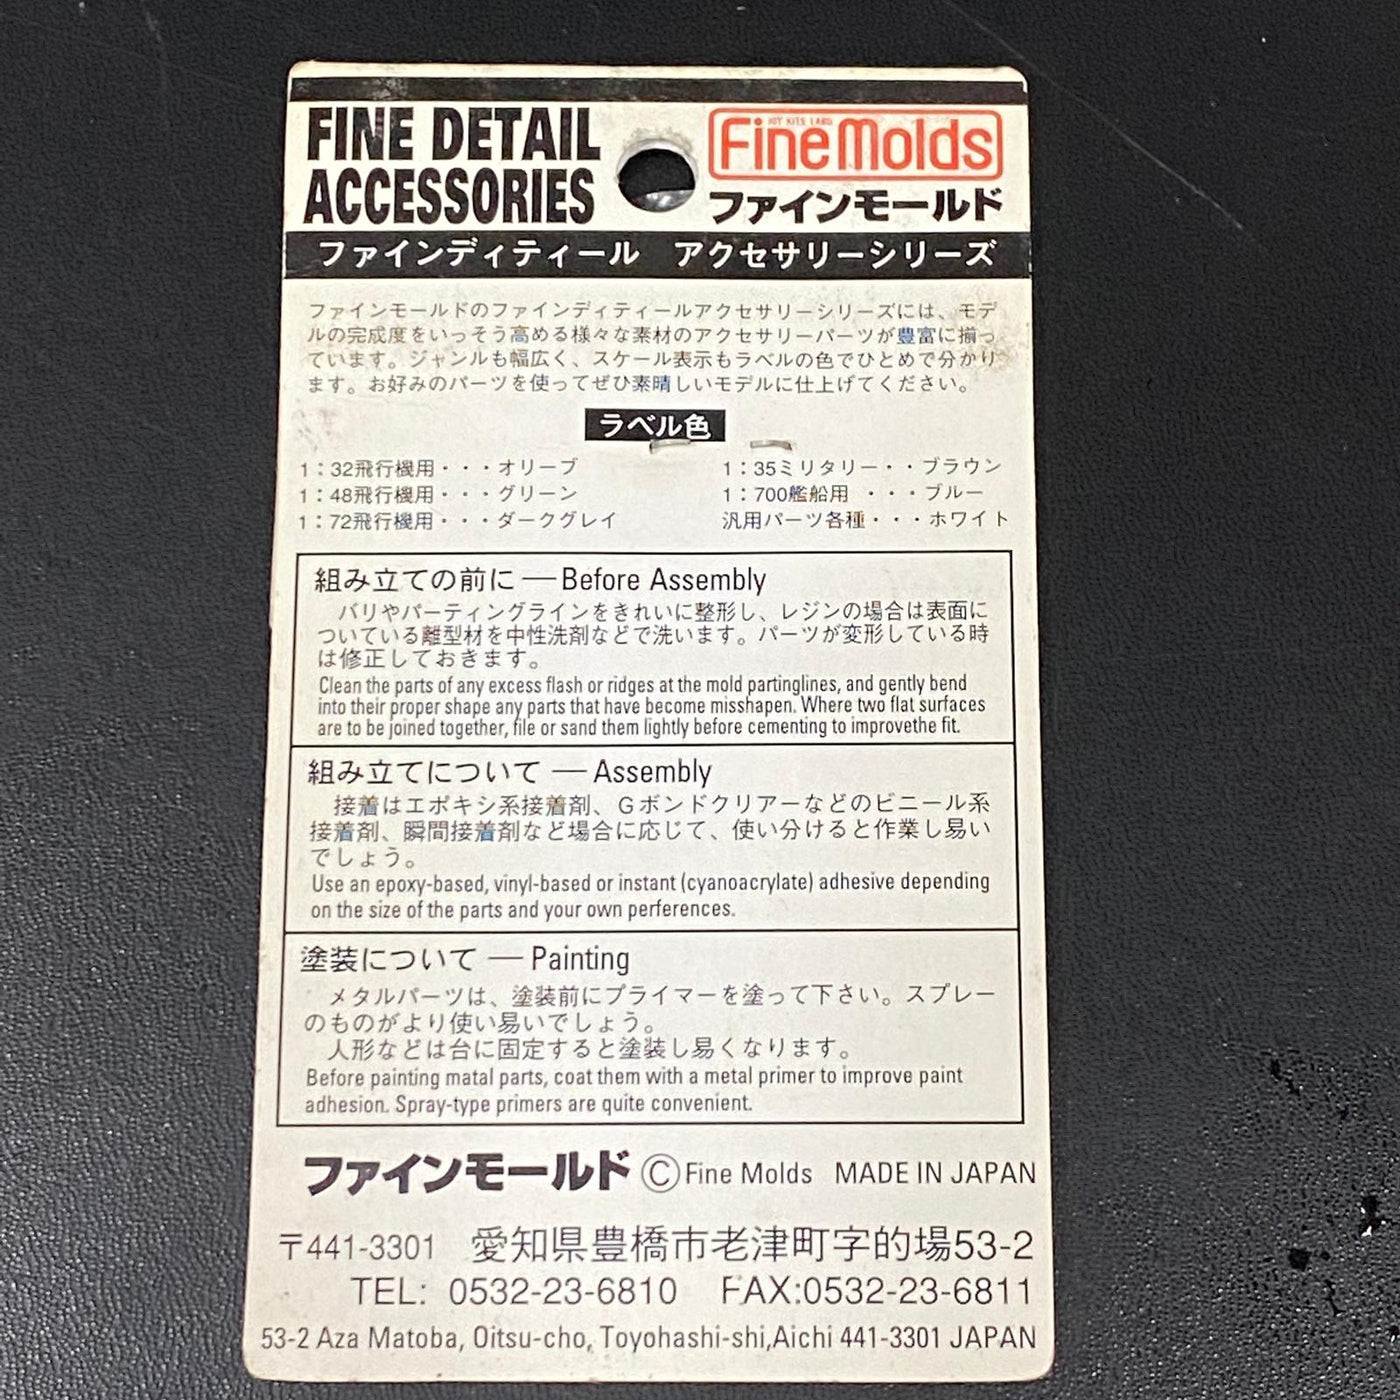 FINE DETAIL
ACCESSORIES
JOY KITS LABO
FineMolds
ファインモールド
ファインディティール アクセサリーシリーズ
ファインモールドのファインディティールアクセサリーシリーズには、モデ
ルの完成度をいっそう高める様々な素材のアクセサリーパーツが豊富に揃っ
ています。ジャンルも幅広く、スケール表示もラベルの色でひとめで分かり
ます。お好みのパーツを使ってぜひ素晴しいモデルに仕上げてください。
ラベル色
1：32飛行機用・・・オリーブ
1：48飛行機用・・・グリーン
1：72飛行機用・・・ダークグレイ
1：35ミリタリー・・ブラウン
1：700艦船用 ・・・ブルー
汎用パーツ各種・・・ホワイト
組み立ての前に — Before Assembly
バリやパーティングラインをきれいに整形し、レジンの場合は表面に
ついている離型材を中性洗剤などで洗います。パーツが変形している時
は修正しておきます。
Clean the parts of any excess flash or ridges at the mold partinglines, and gently bend
into their proper shape any parts that have become misshapen. Where two flat surfaces
are to be joined together, file or sand them lightly before cementing to improvethe fit.
組み立てについて — Assembly
接着はエポキシ系接着剤、Gボンドクリアーなどのビニール系
接着剤、瞬間接着剤など場合に応じて、使い分けると作業し易い
でしょう。
Use an epoxy-based, vinyl-based or instant (cyanoacrylate) adhesive depending
on the size of the parts and your own perferences.
塗装について — Painting
メタルパーツは、塗装前にプライマーを塗って下さい。スプレー
のものがより使い易いでしょう。
人形などは台に固定すると塗装し易くなります。
Before painting matal parts, coat them with a metal primer to improve paint
adhesion. Spray-type primers are quite convenient.
ファインモールド ©Fine Molds MADE IN JAPAN
〒441-3301 愛知県豊橋市老津町字的場53-2
TEL: 0532-23-6810 FAX:0532-23-6811
53-2 Aza Matoba, Oitsu-cho, Toyohashi-shi,Aichi 441-3301 JAPAN